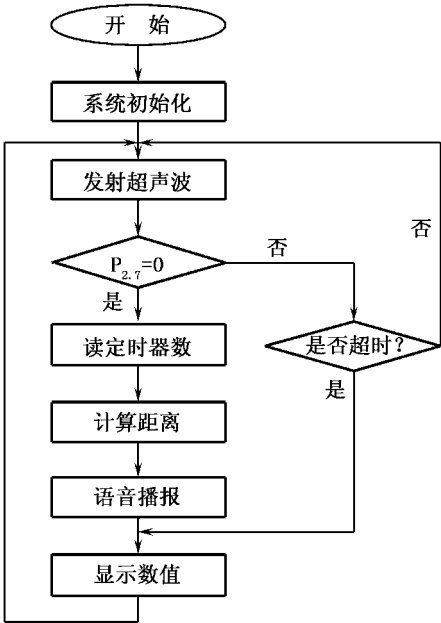 开 始
系统初始化
发射超声波
否
否
P2.7=0
是
读定时器数
是否超时?
是
计算距离
语音播报
显示数值